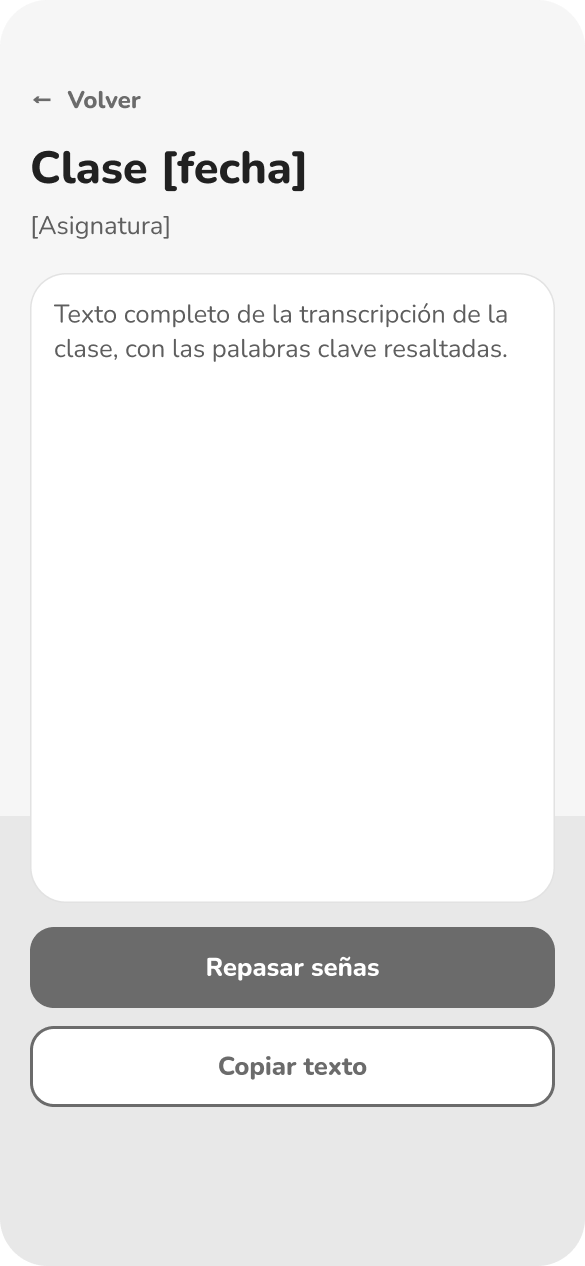 ← Volver
Clase [fecha]
[Asignatura]
Texto completo de la transcripción de la
clase, con las palabras clave resaltadas.
Repasar señas
Copiar texto